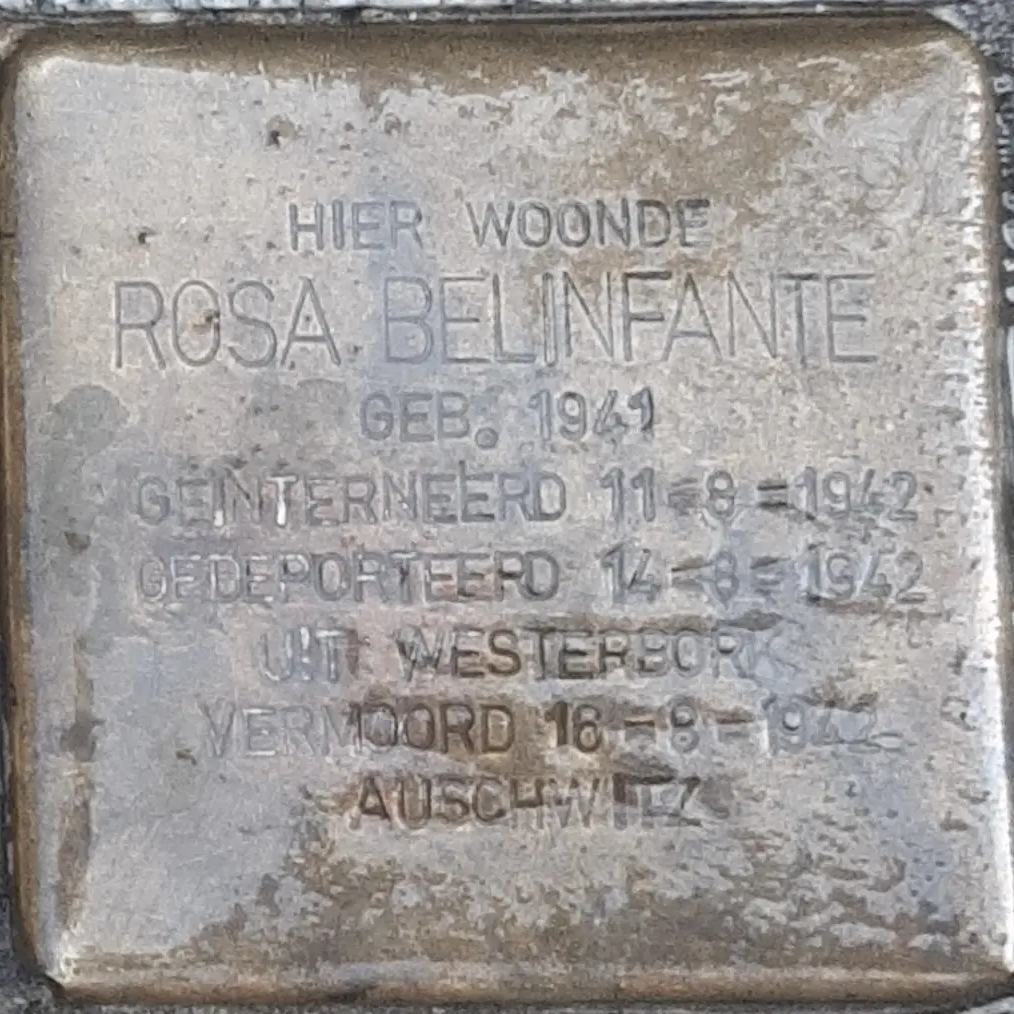 HIER WOONDE
ROSA BELINFANTE
GEB. 1941
GEÏNTERNEERD 11-8-1942
GEDEPORTEERD 14-8-1942
UIT WESTERBORK
VERMOORD 18-8-1942
AUSCHWITZ